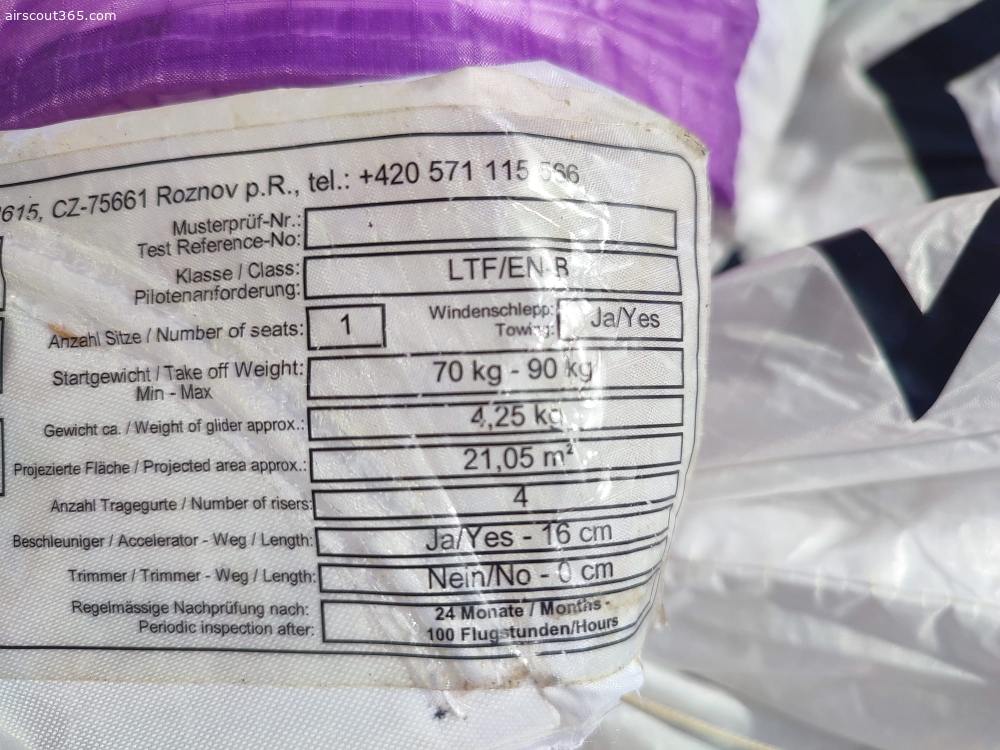 airscout365.com
615, CZ-75661 Roznov p.R., tel.: +420 571 115 566
Musterprüf-Nr.:
Test Reference-No:
Klasse / Class: LTF/EN-B
Pilotenanforderung:
Anzahl Sitze / Number of seats: 1
Windenschlepp: Ja/Yes
Towing:
Startgewicht / Take off Weight: 70 kg - 90 kg
Min - Max
Gewicht ca. / Weight of glider approx.: 4,25 kg
Projezierte Fläche / Projected area approx.: 21,05 m²
Anzahl Tragegurte / Number of risers: 4
Beschleuniger / Accelerator - Weg / Length: Ja/Yes - 16 cm
Trimmer / Trimmer - Weg / Length: Nein/No - 0 cm
Regelmässige Nachprüfung nach: 24 Monate / Months -
Periodic inspection after: 100 Flugstunden/Hours